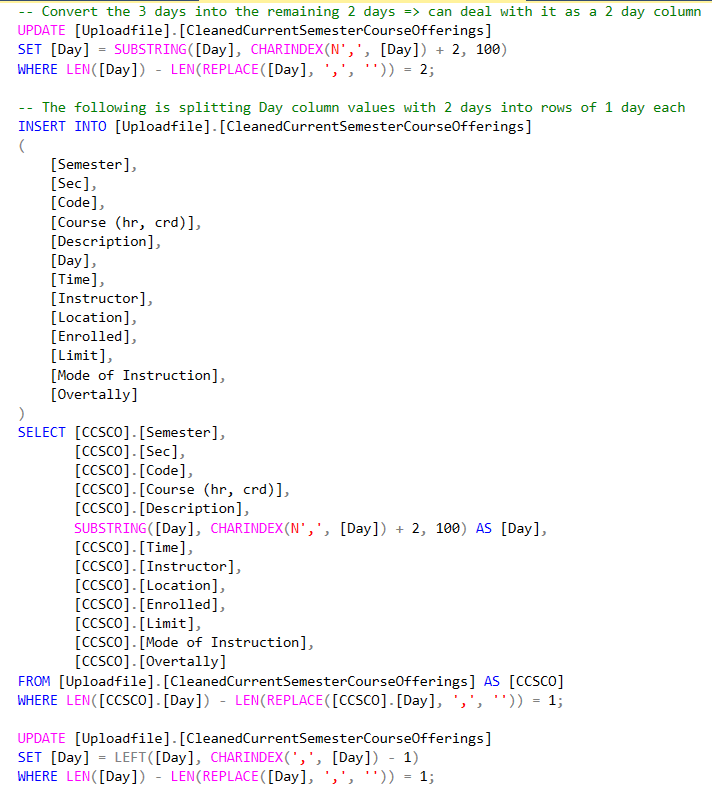 -- Convert the 3 days into the remaining 2 days => can deal with it as a 2 day column
UPDATE [Uploadfile].[CleanedCurrentSemesterCourseOfferings]
SET [Day] = SUBSTRING([Day], CHARINDEX(N',', [Day]) + 2, 100)
WHERE LEN([Day]) - LEN(REPLACE([Day], ',', '')) = 2;

-- The following is splitting Day column values with 2 days into rows of 1 day each
INSERT INTO [Uploadfile].[CleanedCurrentSemesterCourseOfferings]
(
    [Semester],
    [Sec],
    [Code],
    [Course (hr, crd)],
    [Description],
    [Day],
    [Time],
    [Instructor],
    [Location],
    [Enrolled],
    [Limit],
    [Mode of Instruction],
    [Overtally]
)
SELECT [CCSCO].[Semester],
       [CCSCO].[Sec],
       [CCSCO].[Code],
       [CCSCO].[Course (hr, crd)],
       [CCSCO].[Description],
       SUBSTRING([Day], CHARINDEX(N',', [Day]) + 2, 100) AS [Day],
       [CCSCO].[Time],
       [CCSCO].[Instructor],
       [CCSCO].[Location],
       [CCSCO].[Enrolled],
       [CCSCO].[Limit],
       [CCSCO].[Mode of Instruction],
       [CCSCO].[Overtally]
FROM [Uploadfile].[CleanedCurrentSemesterCourseOfferings] AS [CCSCO]
WHERE LEN([CCSCO].[Day]) - LEN(REPLACE([CCSCO].[Day], ',', '')) = 1;

UPDATE [Uploadfile].[CleanedCurrentSemesterCourseOfferings]
SET [Day] = LEFT([Day], CHARINDEX(',', [Day]) - 1)
WHERE LEN([Day]) - LEN(REPLACE([Day], ',', '')) = 1;